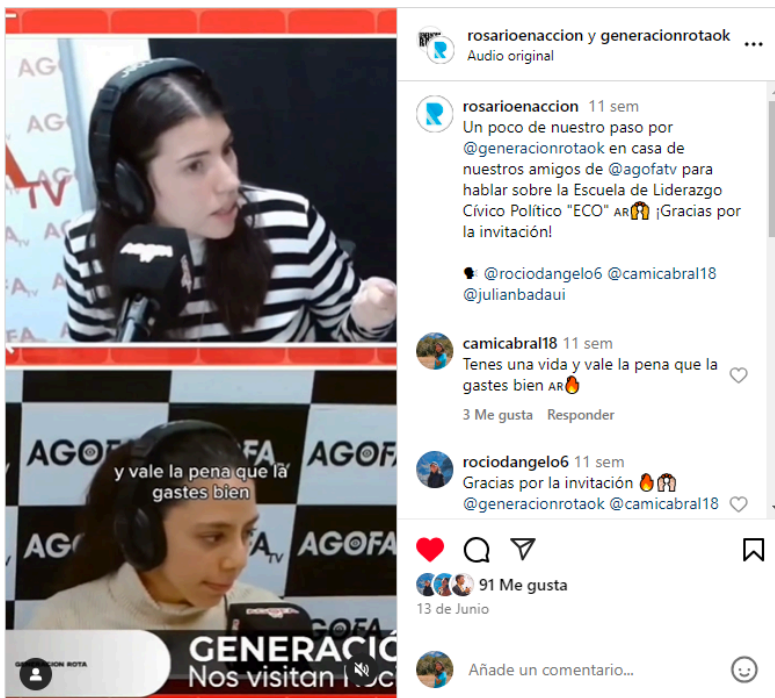 AGOFA
TV
y vale la pena que la
gastes bien
AGOFA
AGOFA
TV
GENERACION ROTA
GENERACIÓ
Nos visitan
rosarioenaccion y generacionrotaok
Audio original
rosarioenaccion 11 sem
Un poco de nuestro paso por
@generacionrotaok en casa de
nuestros amigos de @agofatv para
hablar sobre la Escuela de Liderazgo
Cívico Político "ECO" AR🙌 ¡Gracias por
la invitación!
🗣 @rociodangelo6 @camicabral18
@julianbadaui
camicabral18 11 sem
Tenes una vida y vale la pena que la
gastes bien AR🔥
3 Me gusta Responder
rociodangelo6 11 sem
Gracias por la invitación 🔥🙌
@generacionrotaok @camicabral18
91 Me gusta
13 de Junio
Añade un comentario...